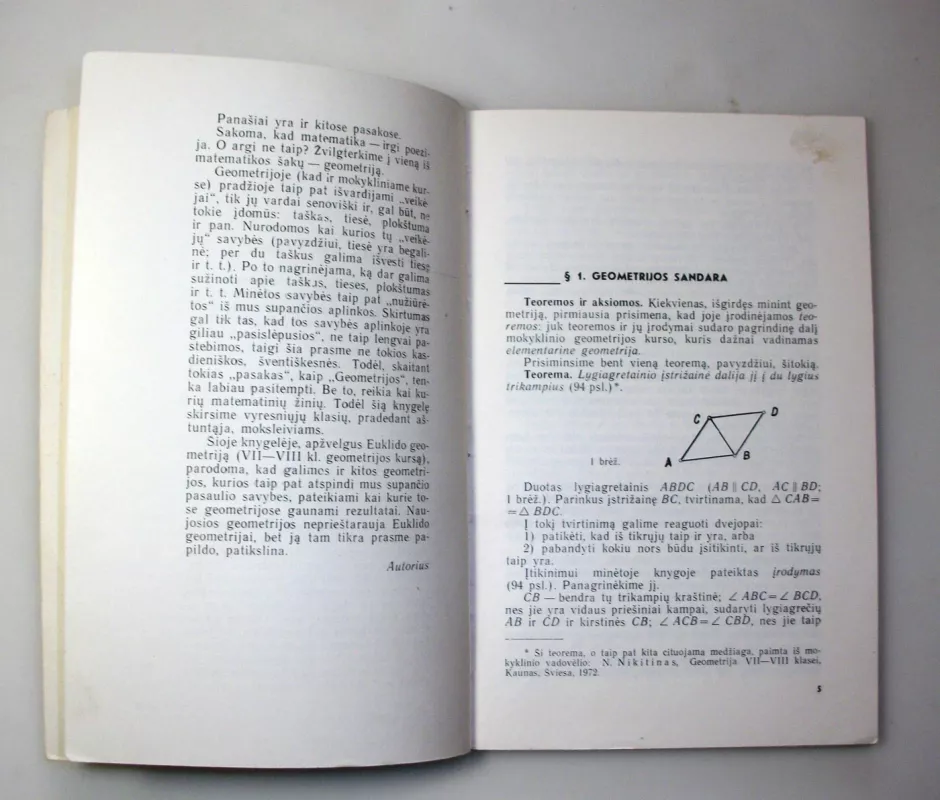 Panašiai yra ir kitose pasakose.
Sakoma, kad matematika — irgi poezi-
ja. O argi ne taip? Žvilgterkime į vieną iš
matematikos šakų — geometriją.
Geometrijoje (kad ir mokykliniame kur-
se) pradžioje taip pat išvardijami „veikė-
jai“, tik jų vardai senoviški ir, gal būt, ne
tokie įdomūs: taškas, tiesė, plokštuma
ir pan. Nurodomos kai kurios tų „veikė-
jų“ savybės (pavyzdžiui, tiesė yra begali-
nė; per du taškus galima išvesti tiesę
ir t. t.). Po to nagrinėjama, ką dar galima
sužinoti apie taškus, tieses, plokštumas
ir t. t. Minėtos savybės taip pat „nužiūrė-
tos“ iš mus supančios aplinkos. Skirtumas
gal tik tas, kad tos savybės aplinkoje yra
giliau „pasislėpusios“, ne taip lengvai pa-
stebimos, taigi šia prasme ne tokios kas-
dieniškos, šventiškesnės. Todėl, skaitant
tokias „pasakas“, kaip „Geometrijos“, ten-
ka labiau pasitempti. Be to, reikia kai ku-
rių matematinių žinių. Todėl šią knygelę
skirsime vyresniųjų klasių, pradedant aš-
tuntąja, moksleiviams.
Šioje knygelėje, apžvelgus Euklido geo-
metriją (VII—VIII kl. geometrijos kursą),
parodoma, kad galimos ir kitos geometri-
jos, kurios taip pat atspindi mus supančio
pasaulio savybes, pateikiami kai kurie to-
se geometrijose gaunami rezultatai. Nau-
josios geometrijos neprieštarauja Euklido
geometrijai, bet ją tam tikra prasme pa-
pildo, patikslina.
Autorius
§ 1. GEOMETRIJOS SANDARA
Teoremos ir aksiomos. Kiekvienas, išgirdęs minint geo-
metriją, pirmiausia prisimena, kad joje įrodinėjamos teo-
remos: juk teoremos ir jų įrodymai sudaro pagrindinę dalį
mokyklinio geometrijos kurso, kuris dažnai vadinamas
elementarine geometrija.
Prisiminsime bent vieną teoremą, pavyzdžiui, šitokią.
Teorema. Lygiagretainio įstrižainė dalija jį į du lygius
trikampius (94 psl.)*.
C D
A B
1 brėž.
Duotas lygiagretainis ABDC (AB ∥ CD, AC ∥ BD;
1 brėž.). Parinkus įstrižainę BC, tvirtinama, kad △ CAB=
=△ BDC.
Į tokį tvirtinimą galime reaguoti dvejopai:
1) patikėti, kad iš tikrųjų taip ir yra, arba
2) pabandyti kokiu nors būdu įsitikinti, ar iš tikrųjų
taip yra.
Įtikinimui minėtoje knygoje pateiktas įrodymas
(94 psl.). Panagrinėkime jį.
CB — bendra tų trikampių kraštinė; ∠ ABC=∠ BCD,
nes jie yra vidaus priešiniai kampai, sudaryti lygiagrečių
AB ir CD ir kirstinės CB; ∠ ACB=∠ CBD, nes jie taip
* Ši teorema, o taip pat kita cituojama medžiaga, paimta iš mo-
kyklinio vadovėlio: N. Nikitinas, Geometrija VII—VIII klasei,
Kaunas, Šviesa, 1972.
5